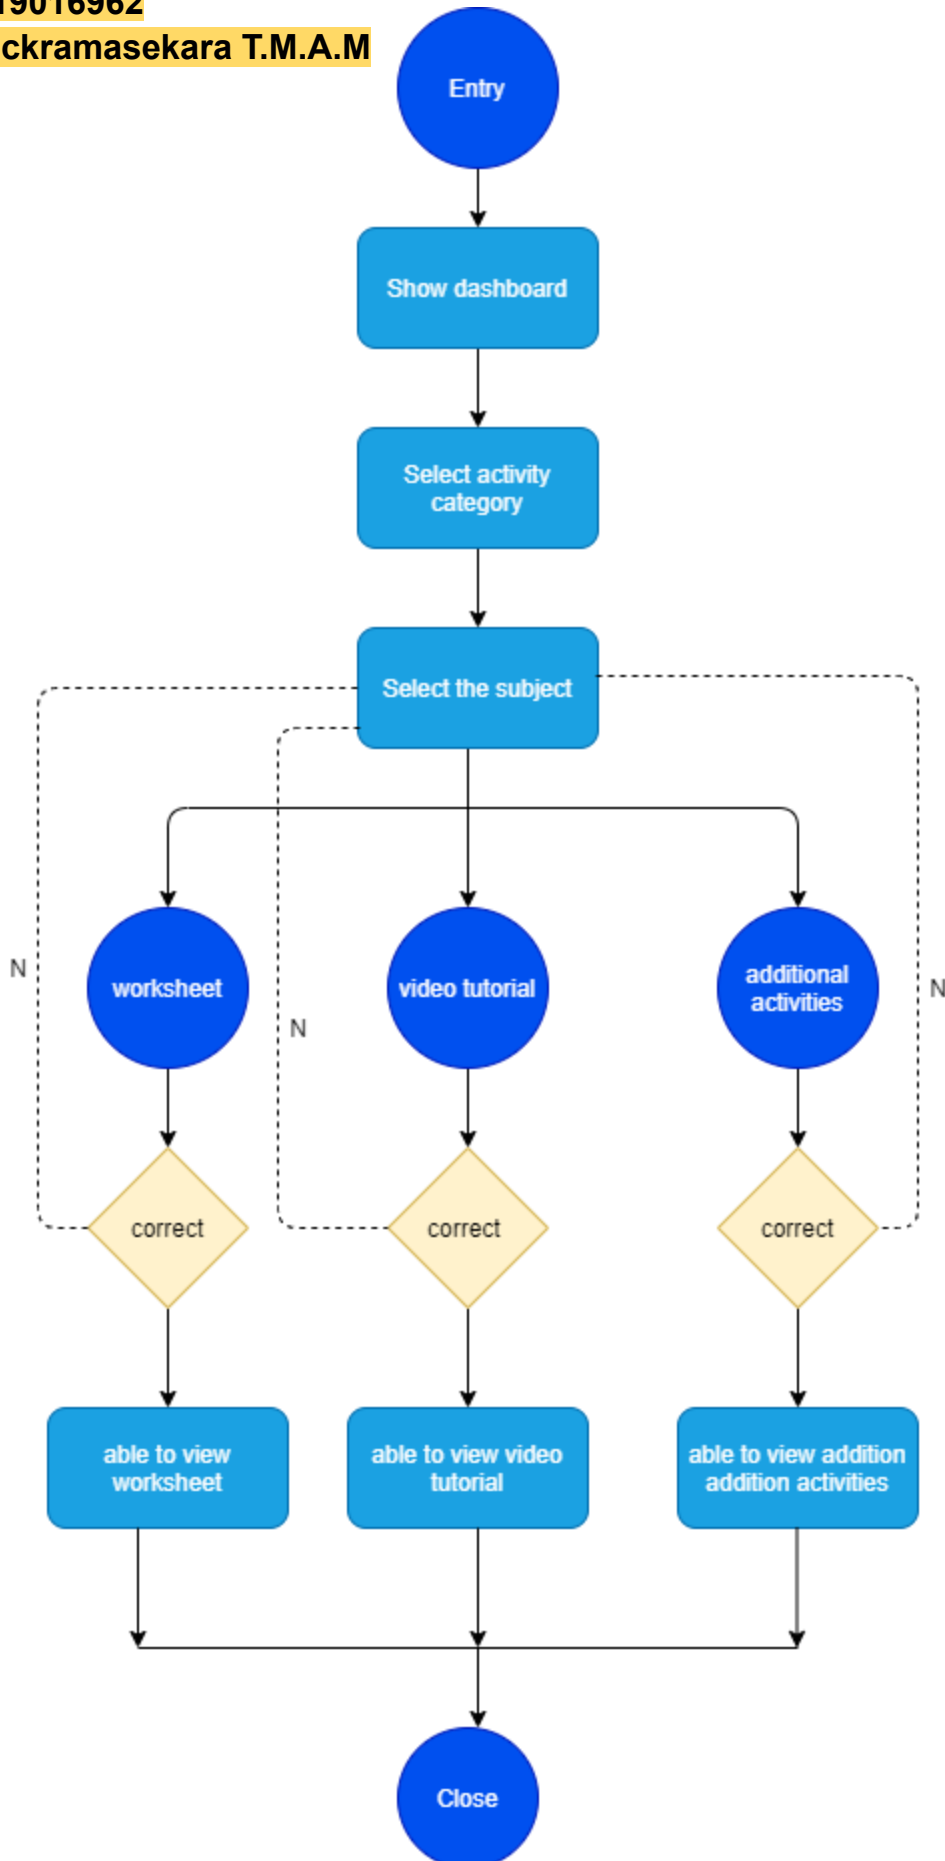 19016962
ckramasekara T.M.A.M
Entry
Show dashboard
Select activity
category
Select the subject
N
N
N
worksheet
video tutorial
additional
activities
correct
correct
correct
able to view
worksheet
able to view video
tutorial
able to view addition
addition activities
Close